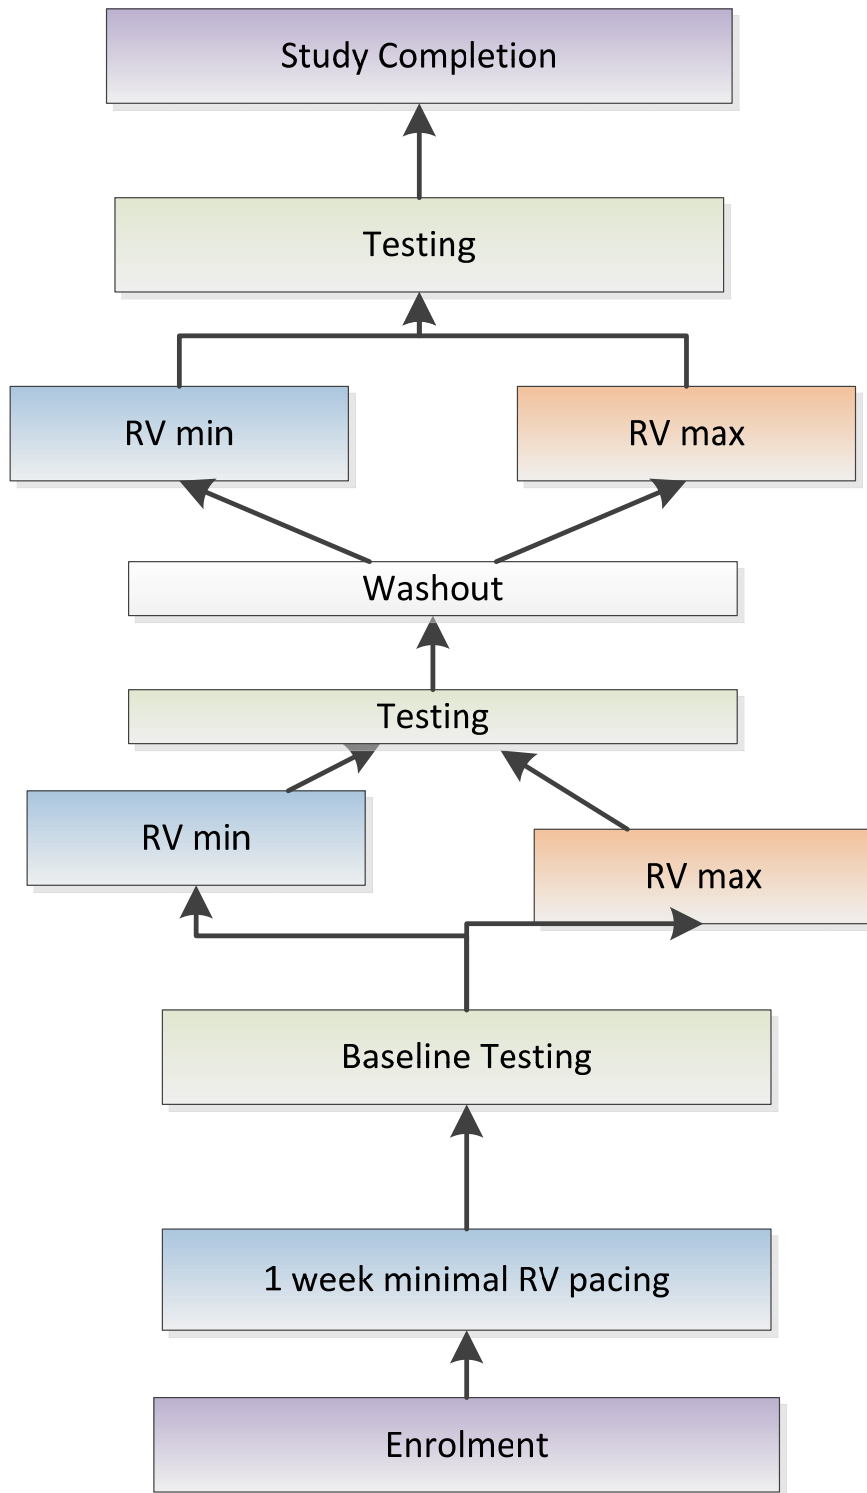 Study Completion
Testing
RV min
RV max
Washout
Testing
RV min
RV max
Baseline Testing
1 week minimal RV pacing
Enrolment